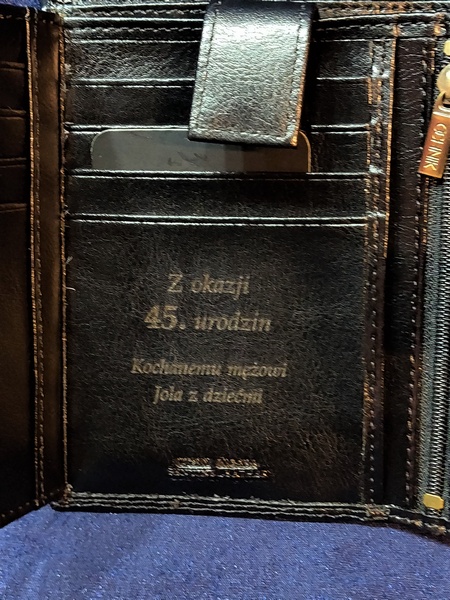 Z okazji
45. urodzin
Kochanemu mężowi
Jola z dziećmi